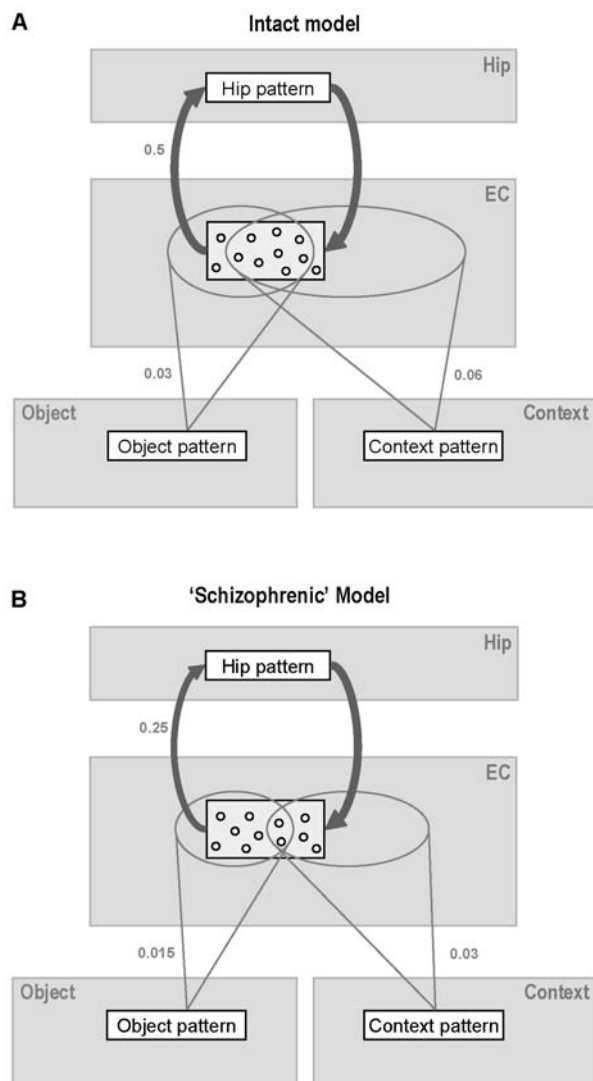 A
Intact model
Hip
Hip pattern
0.5
EC
0.03
0.06
Object
Context
Object pattern
Context pattern
B
‘Schizophrenic’ Model
Hip
Hip pattern
0.25
EC
0.015
0.03
Object
Context
Object pattern
Context pattern